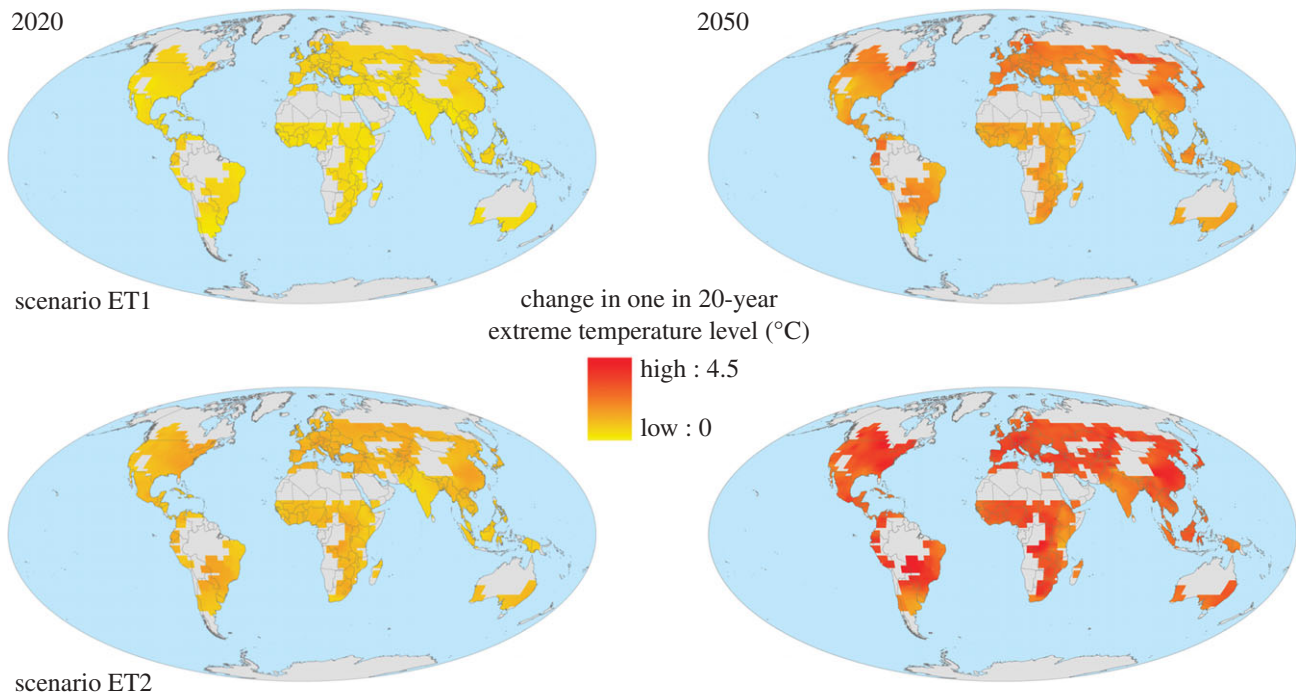 2020
2050
scenario ET1
change in one in 20-year
extreme temperature level (°C)
high : 4.5
low : 0
scenario ET2